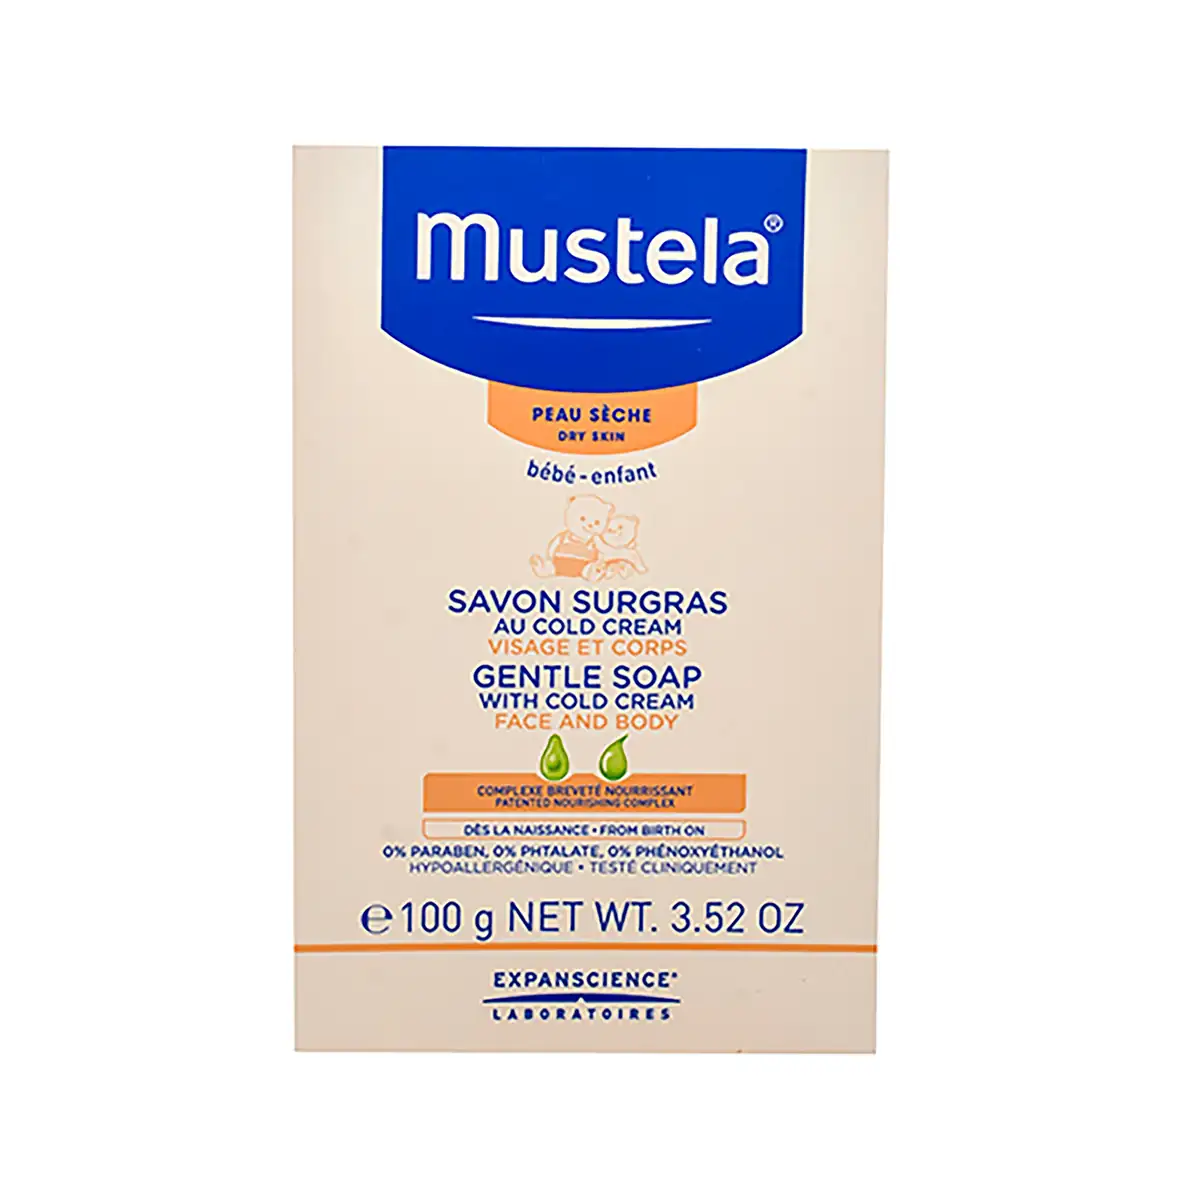 mustela®
PEAU SÈCHE
DRY SKIN
bébé-enfant
SAVON SURGRAS
AU COLD CREAM
VISAGE ET CORPS
GENTLE SOAP
WITH COLD CREAM
FACE AND BODY
COMPLEXE BREVETÉ NOURRISSANT
PATENTED NOURISHING COMPLEX
DÈS LA NAISSANCE • FROM BIRTH ON
0% PARABEN, 0% PHTALATE, 0% PHÉNOXYÉTHANOL
HYPOALLERGÉNIQUE • TESTÉ CLINIQUEMENT
℮ 100 g NET WT. 3.52 OZ
EXPANSCIENCE®
LABORATOIRES